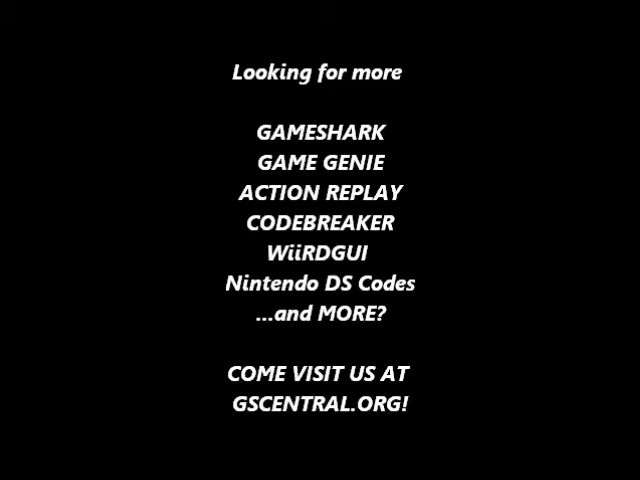 Looking for more
GAMESHARK
GAME GENIE
ACTION REPLAY
CODEBREAKER
WiiRDGUI
Nintendo DS Codes
...and MORE?
COME VISIT US AT
GSCENTRAL.ORG!